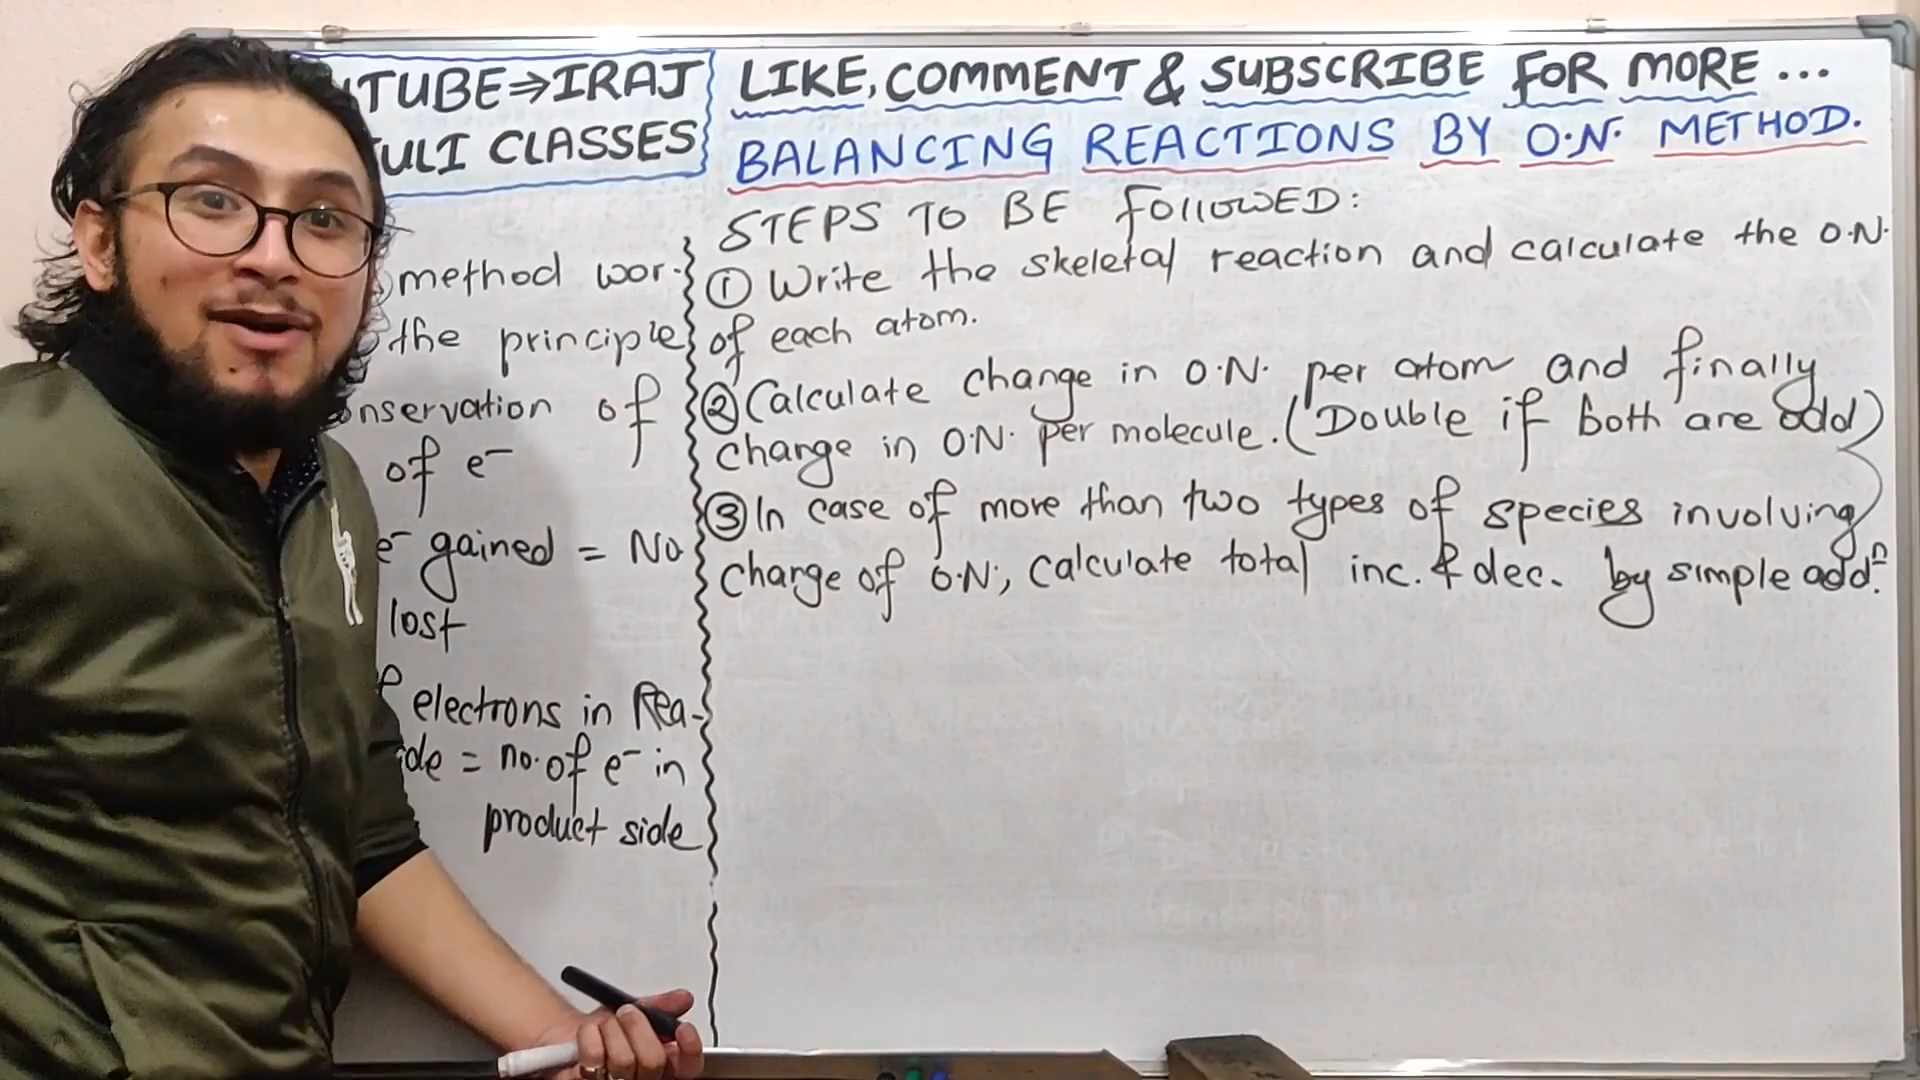 TUBE⇒IRAJ
ULI CLASSES
LIKE, COMMENT & SUBSCRIBE FOR MORE ...
BALANCING REACTIONS BY O.N. METHOD.
method wor-
the principle
onservation of
of e⁻
e⁻ gained = No
lost
electrons in Rea-
de = no. of e⁻ in
product side
STEPS TO BE FOLLOWED:
① Write the skeletal reaction and calculate the O.N.
of each atom.
② Calculate change in O.N. per atom and finally
change in O.N. per molecule. (Double if both are odd)
③ In case of more than two types of species involving
change of O.N., calculate total inc. & dec. by simple addⁿ.